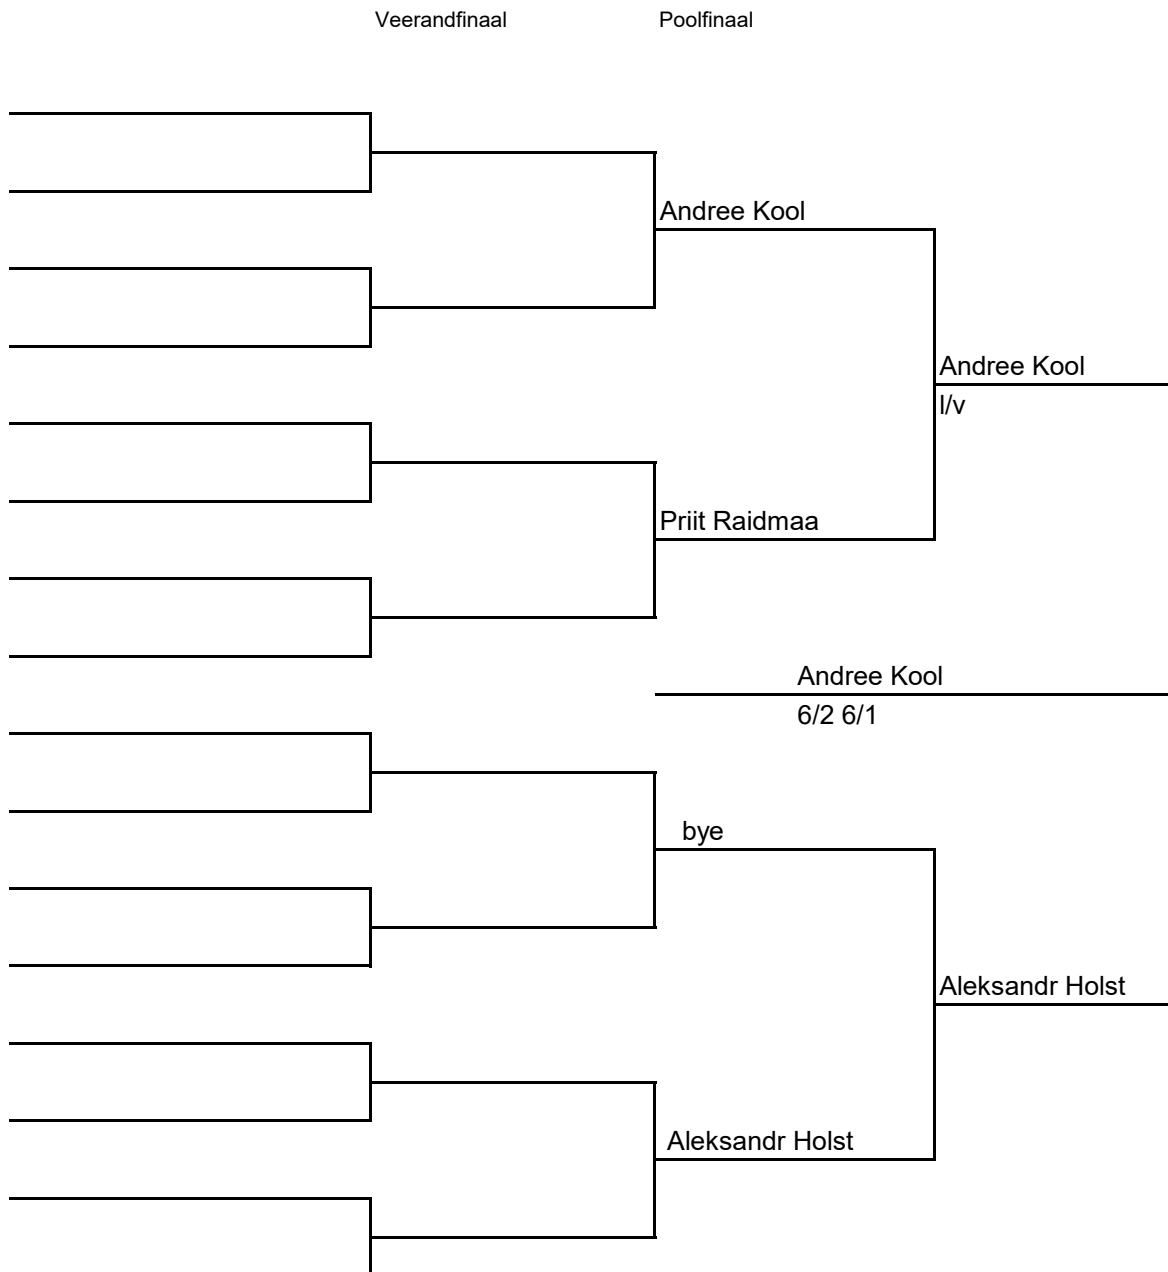 Veerandfinaal Poolfinaal
Andree Kool
Andree Kool
l/v
Priit Raidmaa
Andree Kool
6/2 6/1
bye
Aleksandr Holst
Aleksandr Holst